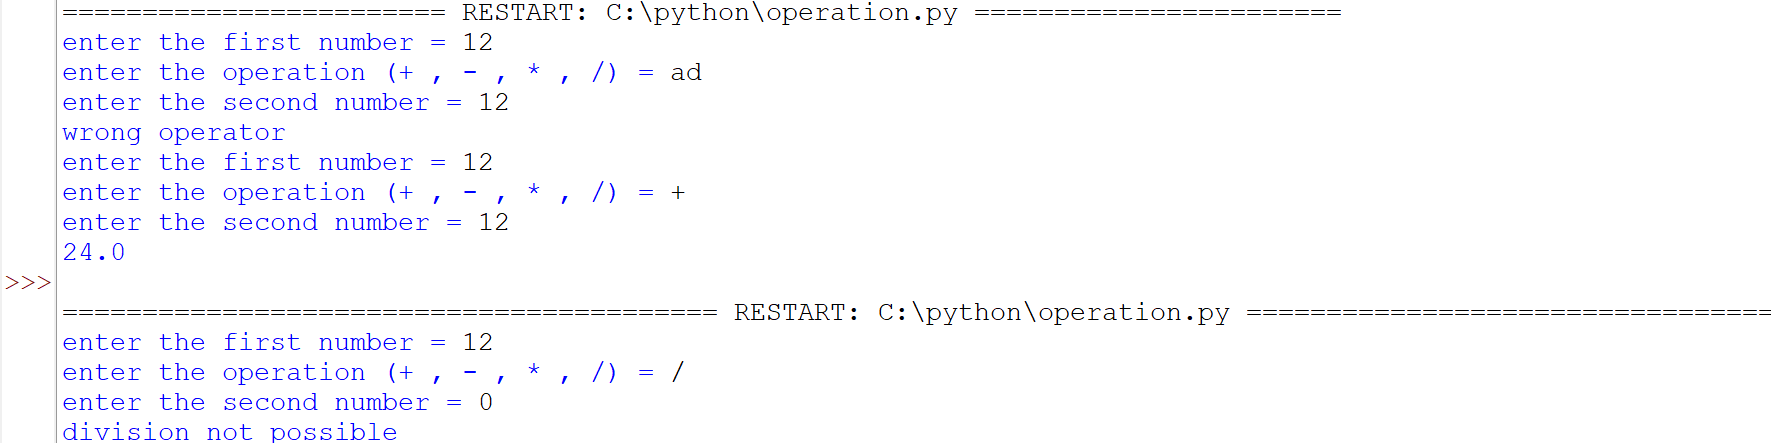 ======================== RESTART: C:\python\operation.py =======================
enter the first number = 12
enter the operation (+ , - , * , /) = ad
enter the second number = 12
wrong operator
enter the first number = 12
enter the operation (+ , - , * , /) = +
enter the second number = 12
24.0
>>>
========================================= RESTART: C:\python\operation.py =================================
enter the first number = 12
enter the operation (+ , - , * , /) = /
enter the second number = 0
division not possible